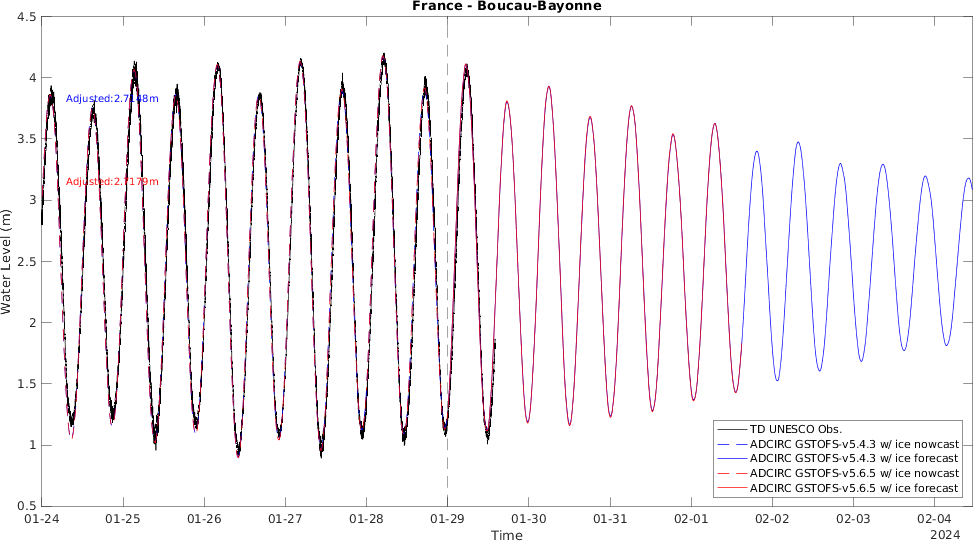 France - Boucau-Bayonne
4.5
4
3.5
3
2.5
2
1.5
1
0.5
Water Level (m)
Adjusted:2.7148m
Adjusted:2.7179m
TD UNESCO Obs.
ADCIRC GSTOFS-v5.4.3 w/ ice nowcast
ADCIRC GSTOFS-v5.4.3 w/ ice forecast
ADCIRC GSTOFS-v5.6.5 w/ ice nowcast
ADCIRC GSTOFS-v5.6.5 w/ ice forecast
01-24 01-25 01-26 01-27 01-28 01-29 01-30 01-31 02-01 02-02 02-03 02-04
Time
2024